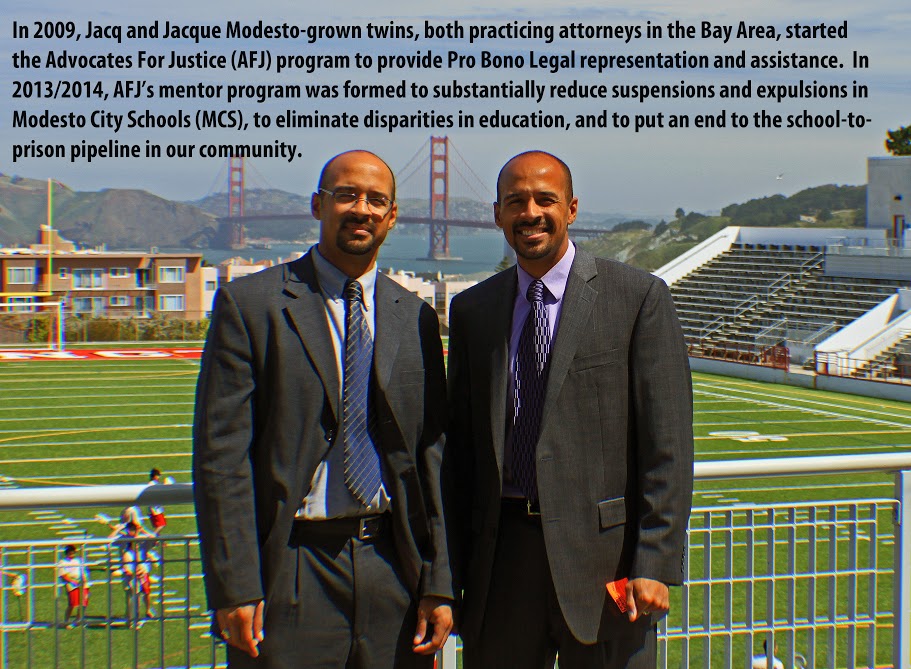 In 2009, Jacq and Jacque Modesto-grown twins, both practicing attorneys in the Bay Area, started
the Advocates For Justice (AFJ) program to provide Pro Bono Legal representation and assistance.  In
2013/2014, AFJ's mentor program was formed to substantially reduce suspensions and expulsions in
Modesto City Schools (MCS), to eliminate disparities in education, and to put an end to the school-to-
prison pipeline in our community.